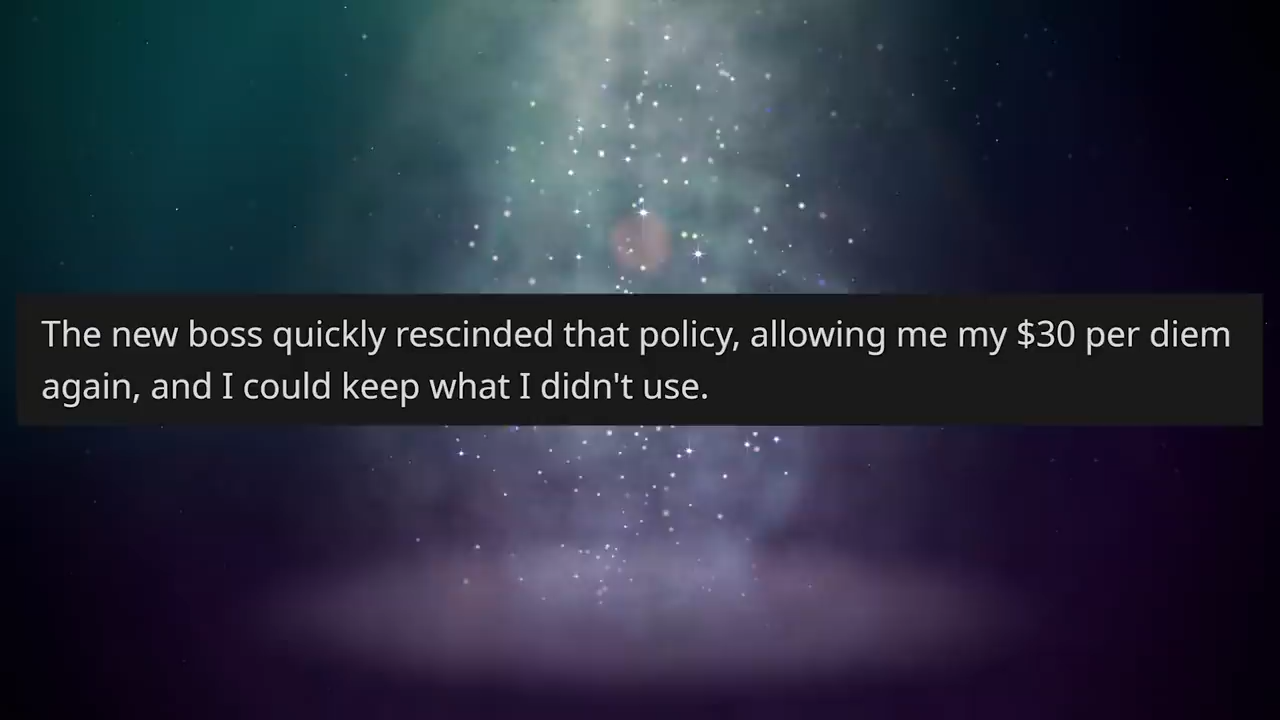 The new boss quickly rescinded that policy, allowing me my $30 per diem
again, and I could keep what I didn't use.